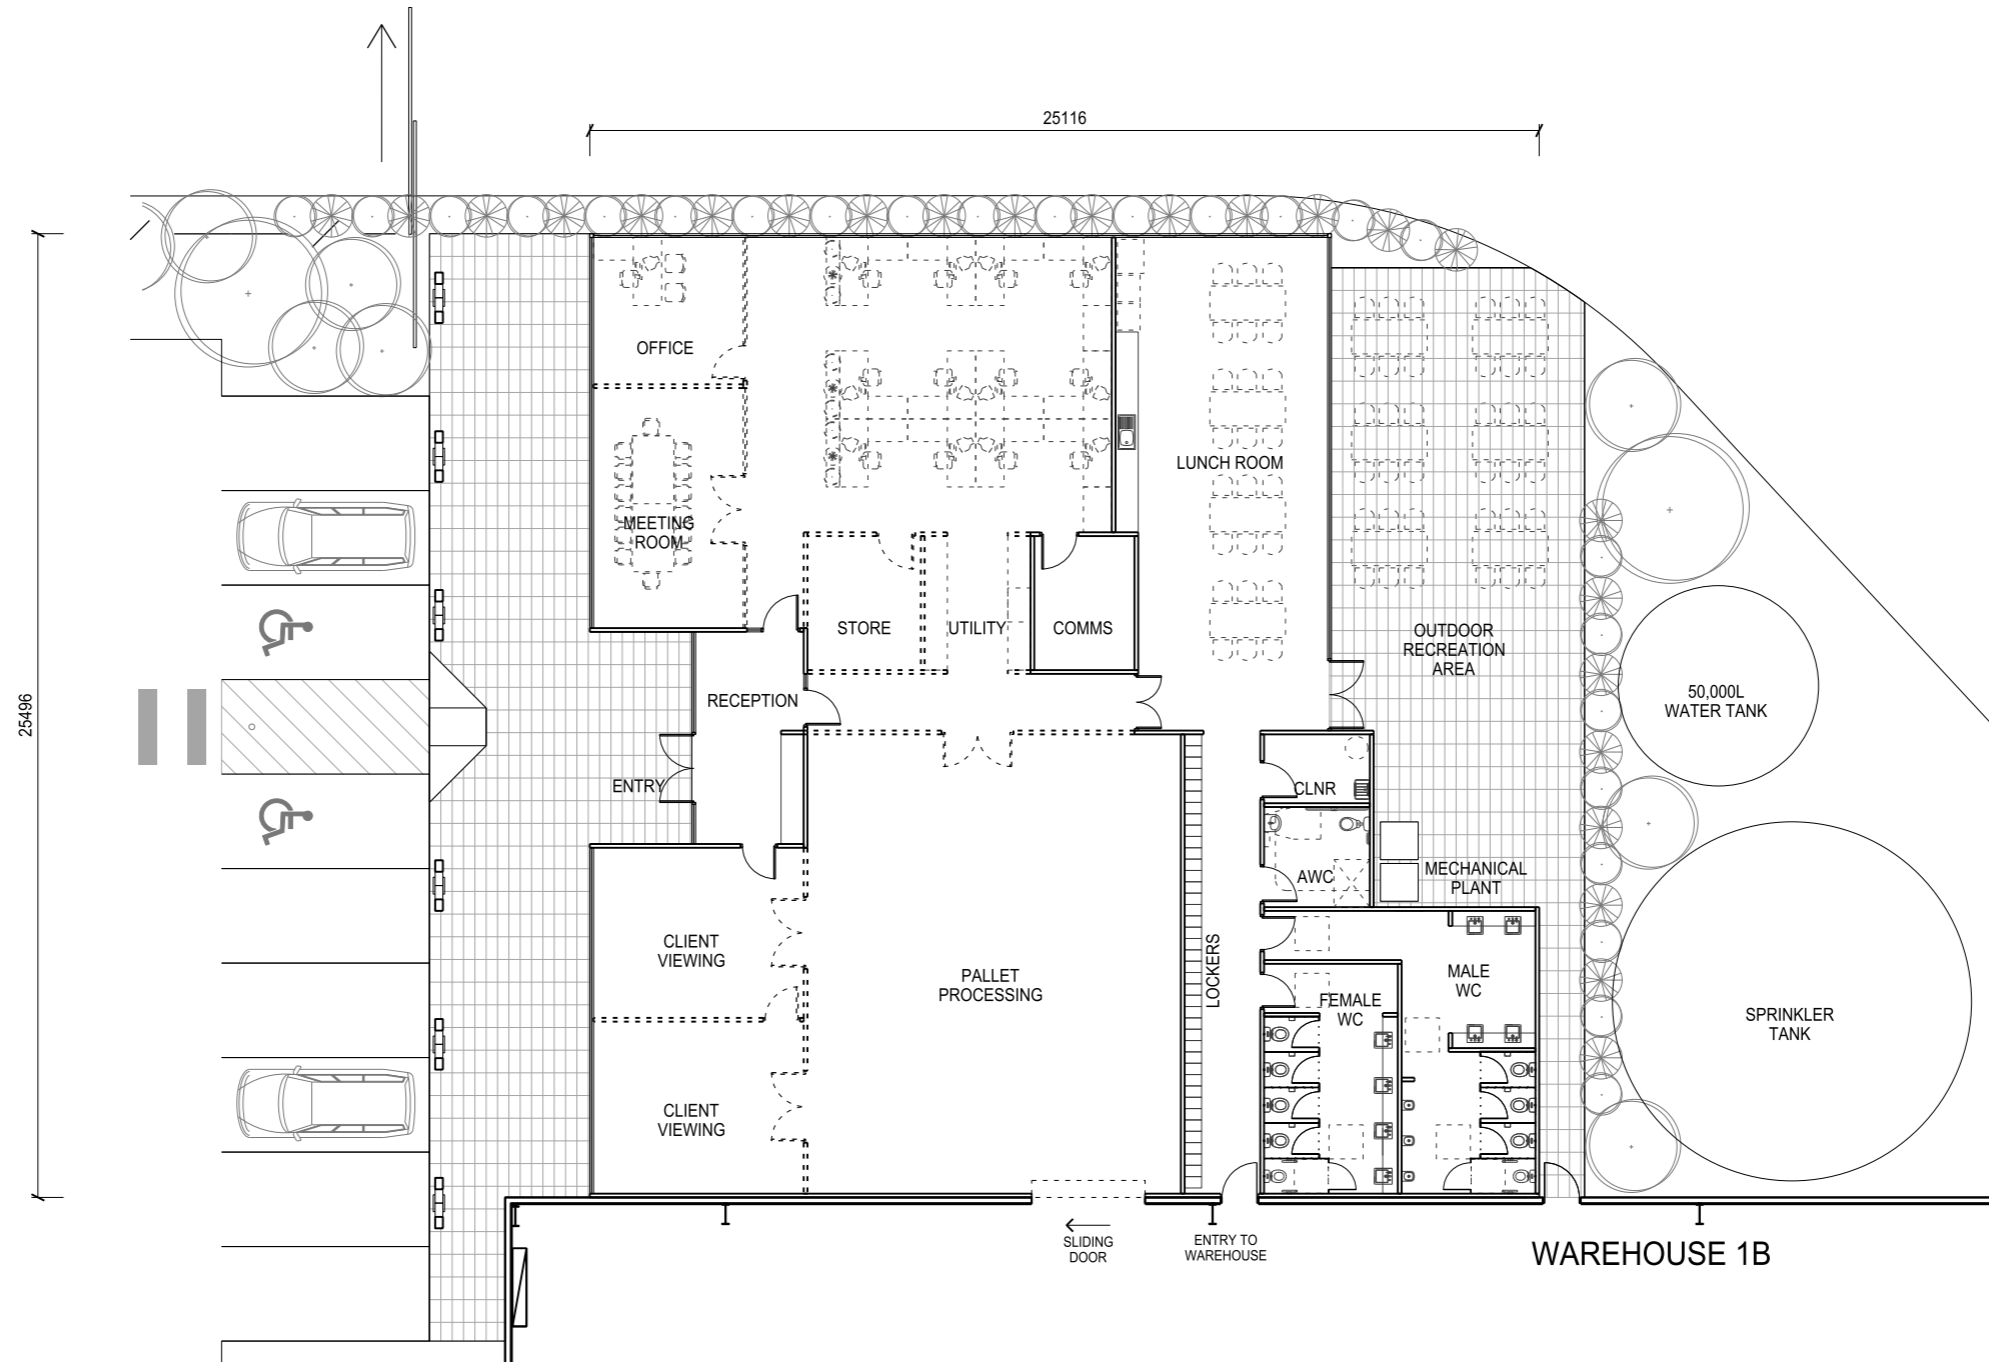 25116
25496
OFFICE
MEETING
ROOM
LUNCH ROOM
STORE
UTILITY
COMMS
OUTDOOR
RECREATION
AREA
50,000L
WATER TANK
RECEPTION
ENTRY
CLNR
AWC
MECHANICAL
PLANT
CLIENT
VIEWING
PALLET
PROCESSING
LOCKERS
MALE
WC
FEMALE
WC
SPRINKLER
TANK
CLIENT
VIEWING
SLIDING
DOOR
ENTRY TO
WAREHOUSE
WAREHOUSE 1B